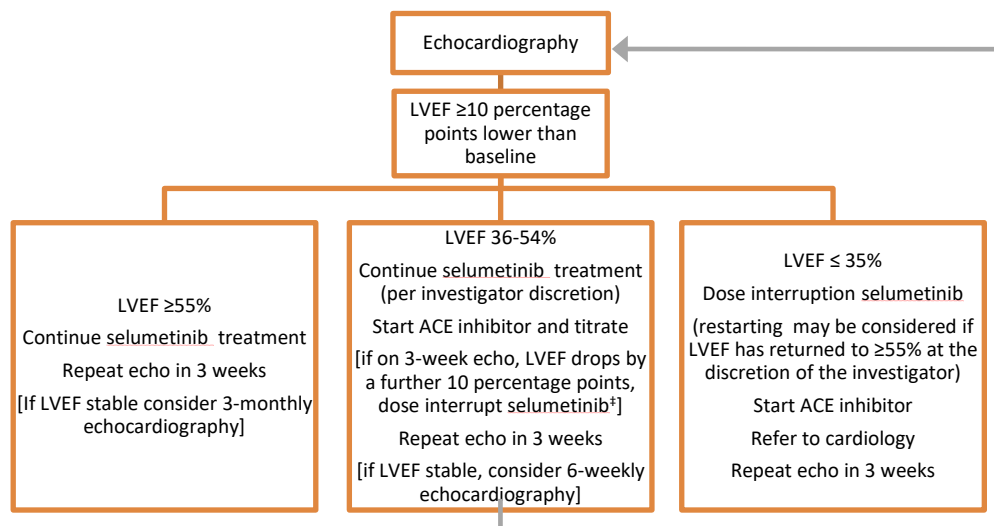 Echocardiography
LVEF ≥10 percentage
points lower than
baseline
LVEF ≥55%
Continue selumetinib treatment
Repeat echo in 3 weeks
[If LVEF stable consider 3-monthly
echocardiography]
LVEF 36-54%
Continue selumetinib treatment
(per investigator discretion)
Start ACE inhibitor and titrate
[if on 3-week echo, LVEF drops by
a further 10 percentage points,
dose interrupt selumetinib‡]
Repeat echo in 3 weeks
[if LVEF stable, consider 6-weekly
echocardiography]
LVEF ≤ 35%
Dose interruption selumetinib
(restarting may be considered if
LVEF has returned to ≥55% at the
discretion of the investigator)
Start ACE inhibitor
Refer to cardiology
Repeat echo in 3 weeks